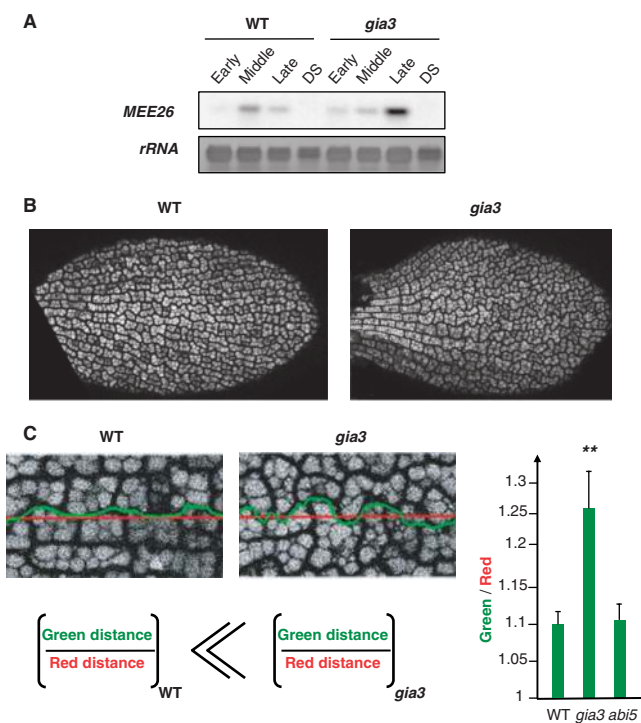 A
WT
gia3
Early Middle Late DS Early Middle Late DS
MEE26
rRNA
B
WT
gia3
C
WT
gia3
**
Green / Red
1.3
1.25
1.2
1.15
1.1
1.05
1
WT gia3 abi5
Green distance
Red distance
WT
<<
Green distance
Red distance
gia3